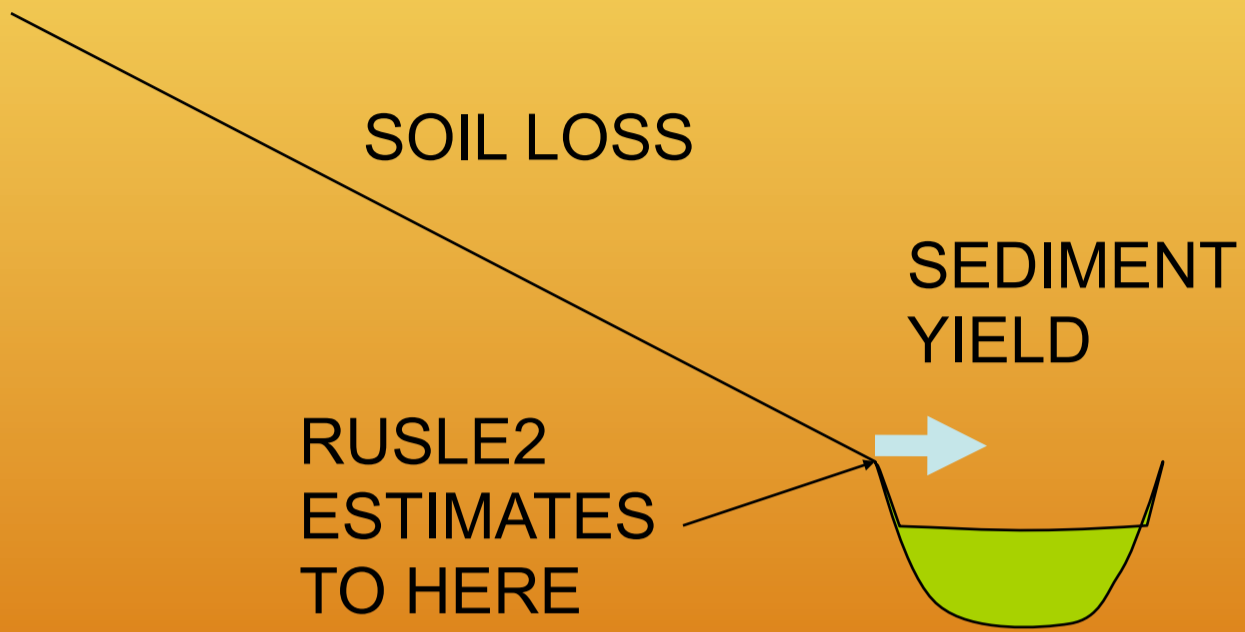 SOIL LOSS
SEDIMENT
YIELD
RUSLE2
ESTIMATES
TO HERE